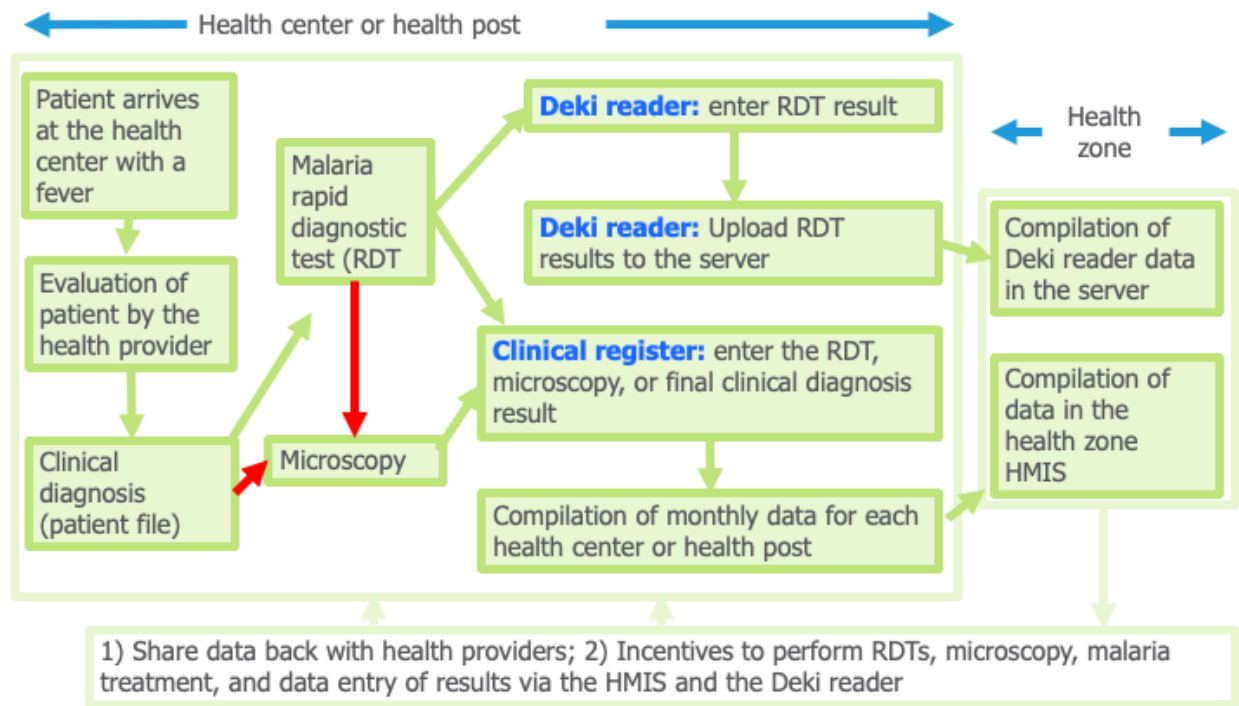 Health center or health post
Patient arrives
at the health
center with a
fever
Evaluation of
patient by the
health provider
Clinical
diagnosis
(patient file)
Malaria
rapid
diagnostic
test (RDT
Microscopy
Deki reader: enter RDT result
Deki reader: Upload RDT
results to the server
Clinical register: enter the RDT,
microscopy, or final clinical diagnosis
result
Compilation of monthly data for each
health center or health post
Health
zone
Compilation of
Deki reader data
in the server
Compilation of
data in the
health zone
HMIS
1) Share data back with health providers; 2) Incentives to perform RDTs, microscopy, malaria
treatment, and data entry of results via the HMIS and the Deki reader